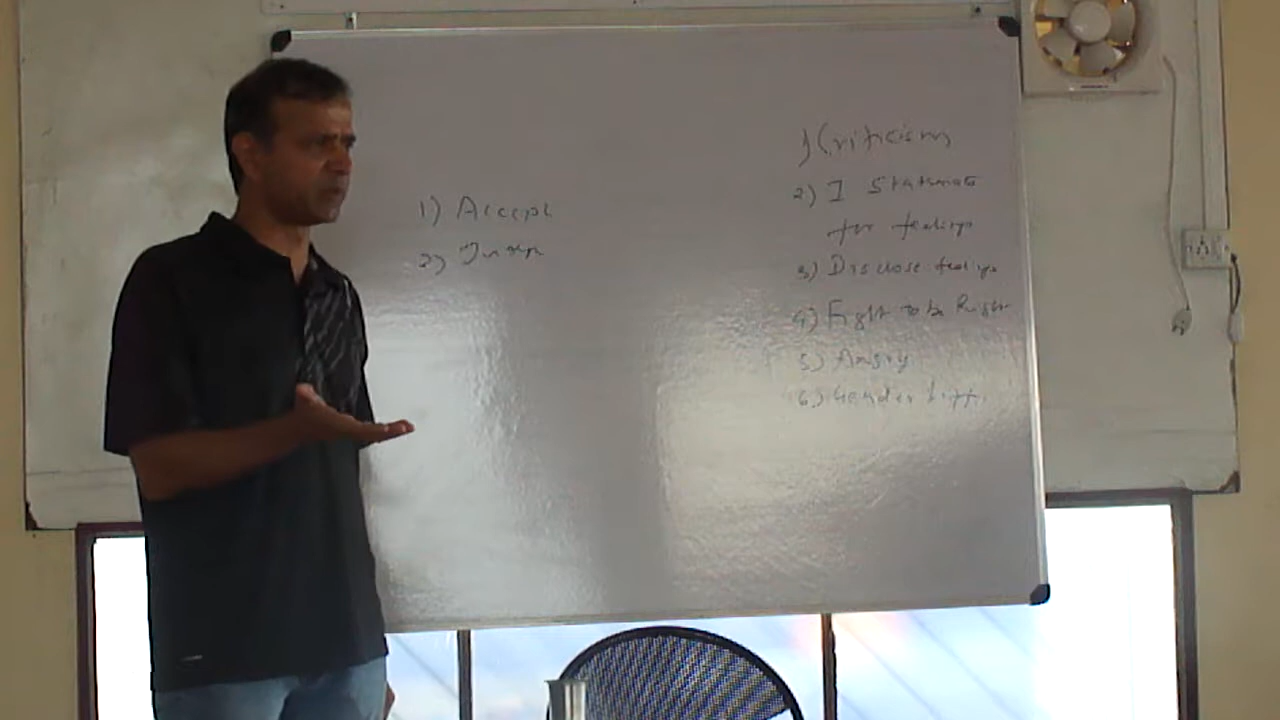 1) Accept
2)
1) Criticism
2) I Statements
for feelings
3) Disclose feelings
4) Fight to be Right
5) Angry
6) Gender Diff.